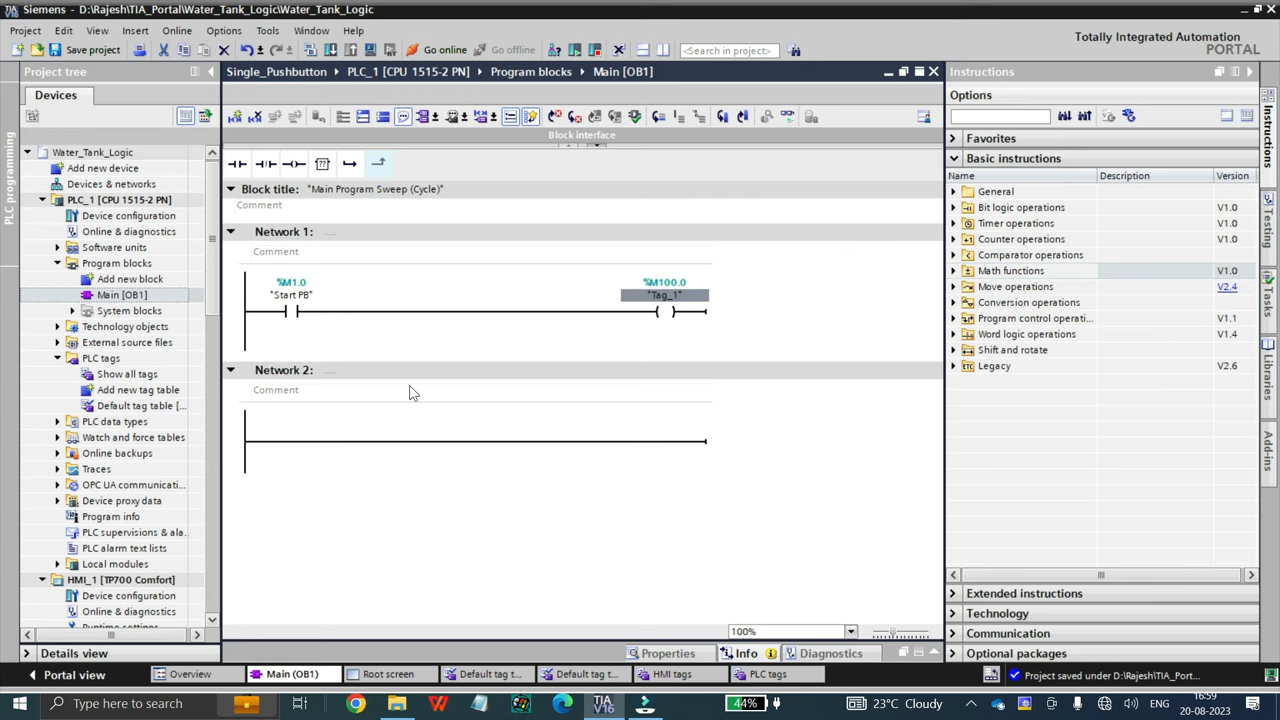 Siemens - D:\Rajesh\TIA_Portal\Water_Tank_Logic\Water_Tank_Logic
Project Edit View Insert Online Options Tools Window Help
Totally Integrated Automation
PORTAL
Save project
Go online
Go offline
<Search in project>
Project tree
Single_Pushbutton PLC_1 [CPU 1515-2 PN] Program blocks Main [OB1]
Instructions
Devices
Options
Block interface
PLC programming
Favorites
Basic instructions
Name
Description
Version
Water_Tank_Logic
Add new device
Devices & networks
PLC_1 [CPU 1515-2 PN]
Device configuration
Online & diagnostics
Software units
Program blocks
Add new block
Main [OB1]
System blocks
Technology objects
External source files
PLC tags
Show all tags
Add new tag table
Default tag table [...
PLC data types
Watch and force tables
Online backups
Traces
OPC UA communicati...
Device proxy data
Program info
PLC supervisions & ala...
PLC alarm text lists
Local modules
HMI_1 [TP700 Comfort]
Device configuration
Online & diagnostics
Runtime settings
Details view
Block title: "Main Program Sweep (Cycle)"
Comment
Network 1:
Comment
%M1.0
"Start PB"
%M100.0
"Tag_1"
Network 2:
Comment
100%
Properties
Info
Diagnostics
General
Bit logic operations V1.0
Timer operations V1.0
Counter operations V1.0
Comparator operations
Math functions V1.0
Move operations V2.4
Conversion operations
Program control operati... V1.1
Word logic operations V1.4
Shift and rotate
Legacy V2.6
Extended instructions
Technology
Communication
Optional packages
Instructions
Testing
Tasks
Libraries
Add-ins
Portal view
Overview
Main (OB1)
Root screen
Default tag t...
Default tag t...
HMI tags
PLC tags
Project saved under D:\Rajesh\TIA_Port...
Type here to search
TIA
V16
44%
23°C Cloudy
ENG
16:59
20-08-2023